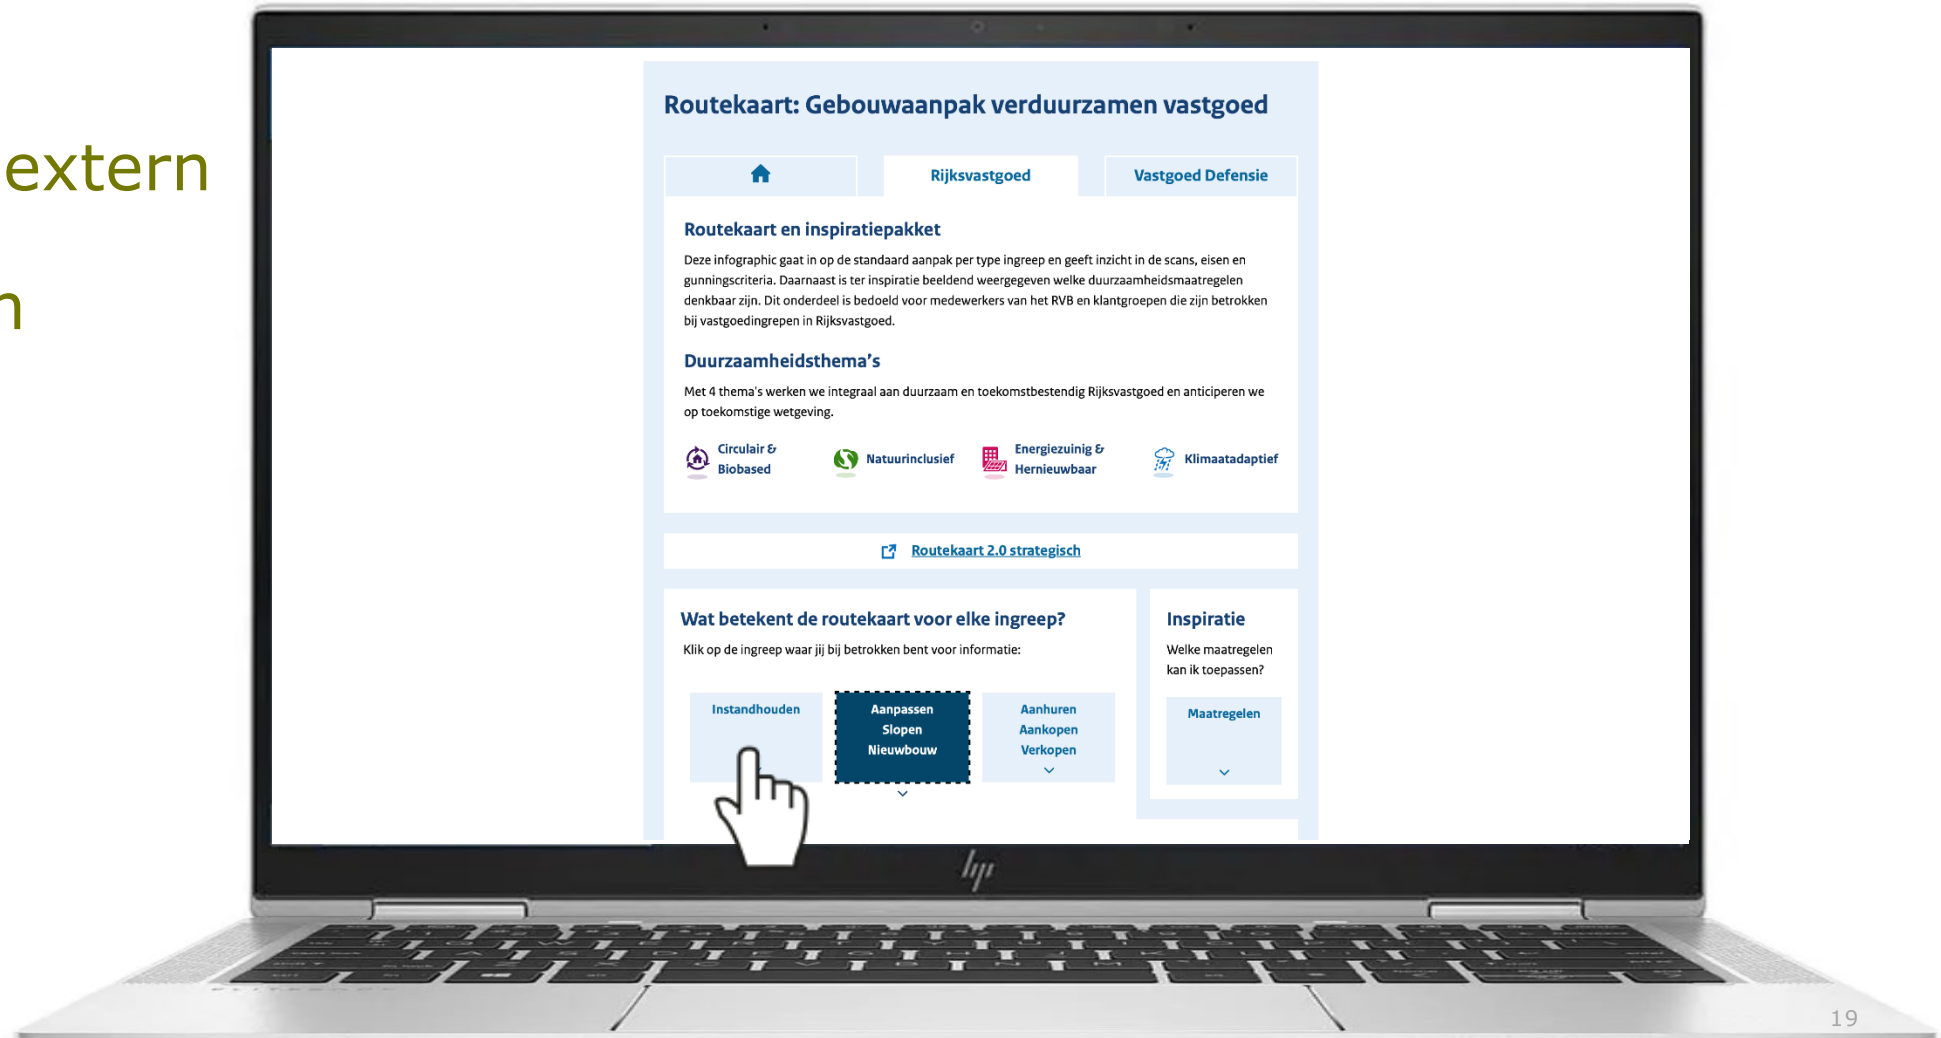 extern
n
Routekaart: Gebouwaanpak verduurzamen vastgoed
Rijksvastgoed
Vastgoed Defensie
Routekaart en inspiratiepakket
Deze infographic gaat in op de standaard aanpak per type ingreep en geeft inzicht in de scans, eisen en
gunningscriteria. Daarnaast is ter inspiratie beeldend weergegeven welke duurzaamheidsmaatregelen
denkbaar zijn. Dit onderdeel is bedoeld voor medewerkers van het RVB en klantgroepen die zijn betrokken
bij vastgoedingrepen in Rijksvastgoed.
Duurzaamheidsthema's
Met 4 thema's werken we integraal aan duurzaam en toekomstbestendig Rijksvastgoed en anticiperen we
op toekomstige wetgeving.
Circulair &
Biobased
Natuurinclusief
Energiezuinig &
Hernieuwbaar
Klimaatadaptief
Routekaart 2.0 strategisch
Wat betekent de routekaart voor elke ingreep?
Klik op de ingreep waar jij bij betrokken bent voor informatie:
Instandhouden
Aanpassen
Slopen
Nieuwbouw
Aanhuren
Aankopen
Verkopen
Inspiratie
Welke maatregelen
kan ik toepassen?
Maatregelen
hp
19